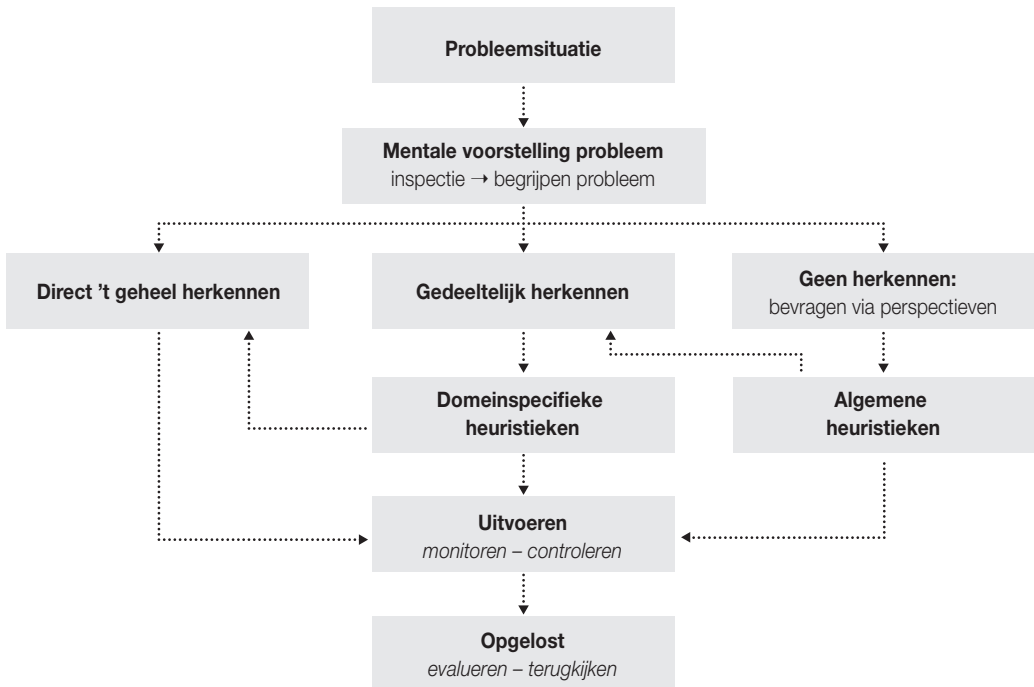 Probleemsituatie
Mentale voorstelling probleem
inspectie → begrijpen probleem
Direct ’t geheel herkennen
Gedeeltelijk herkennen
Geen herkennen:
bevragen via perspectieven
Domeinspecifieke
heuristieken
Algemene
heuristieken
Uitvoeren
monitoren – controleren
Opgelost
evalueren – terugkijken